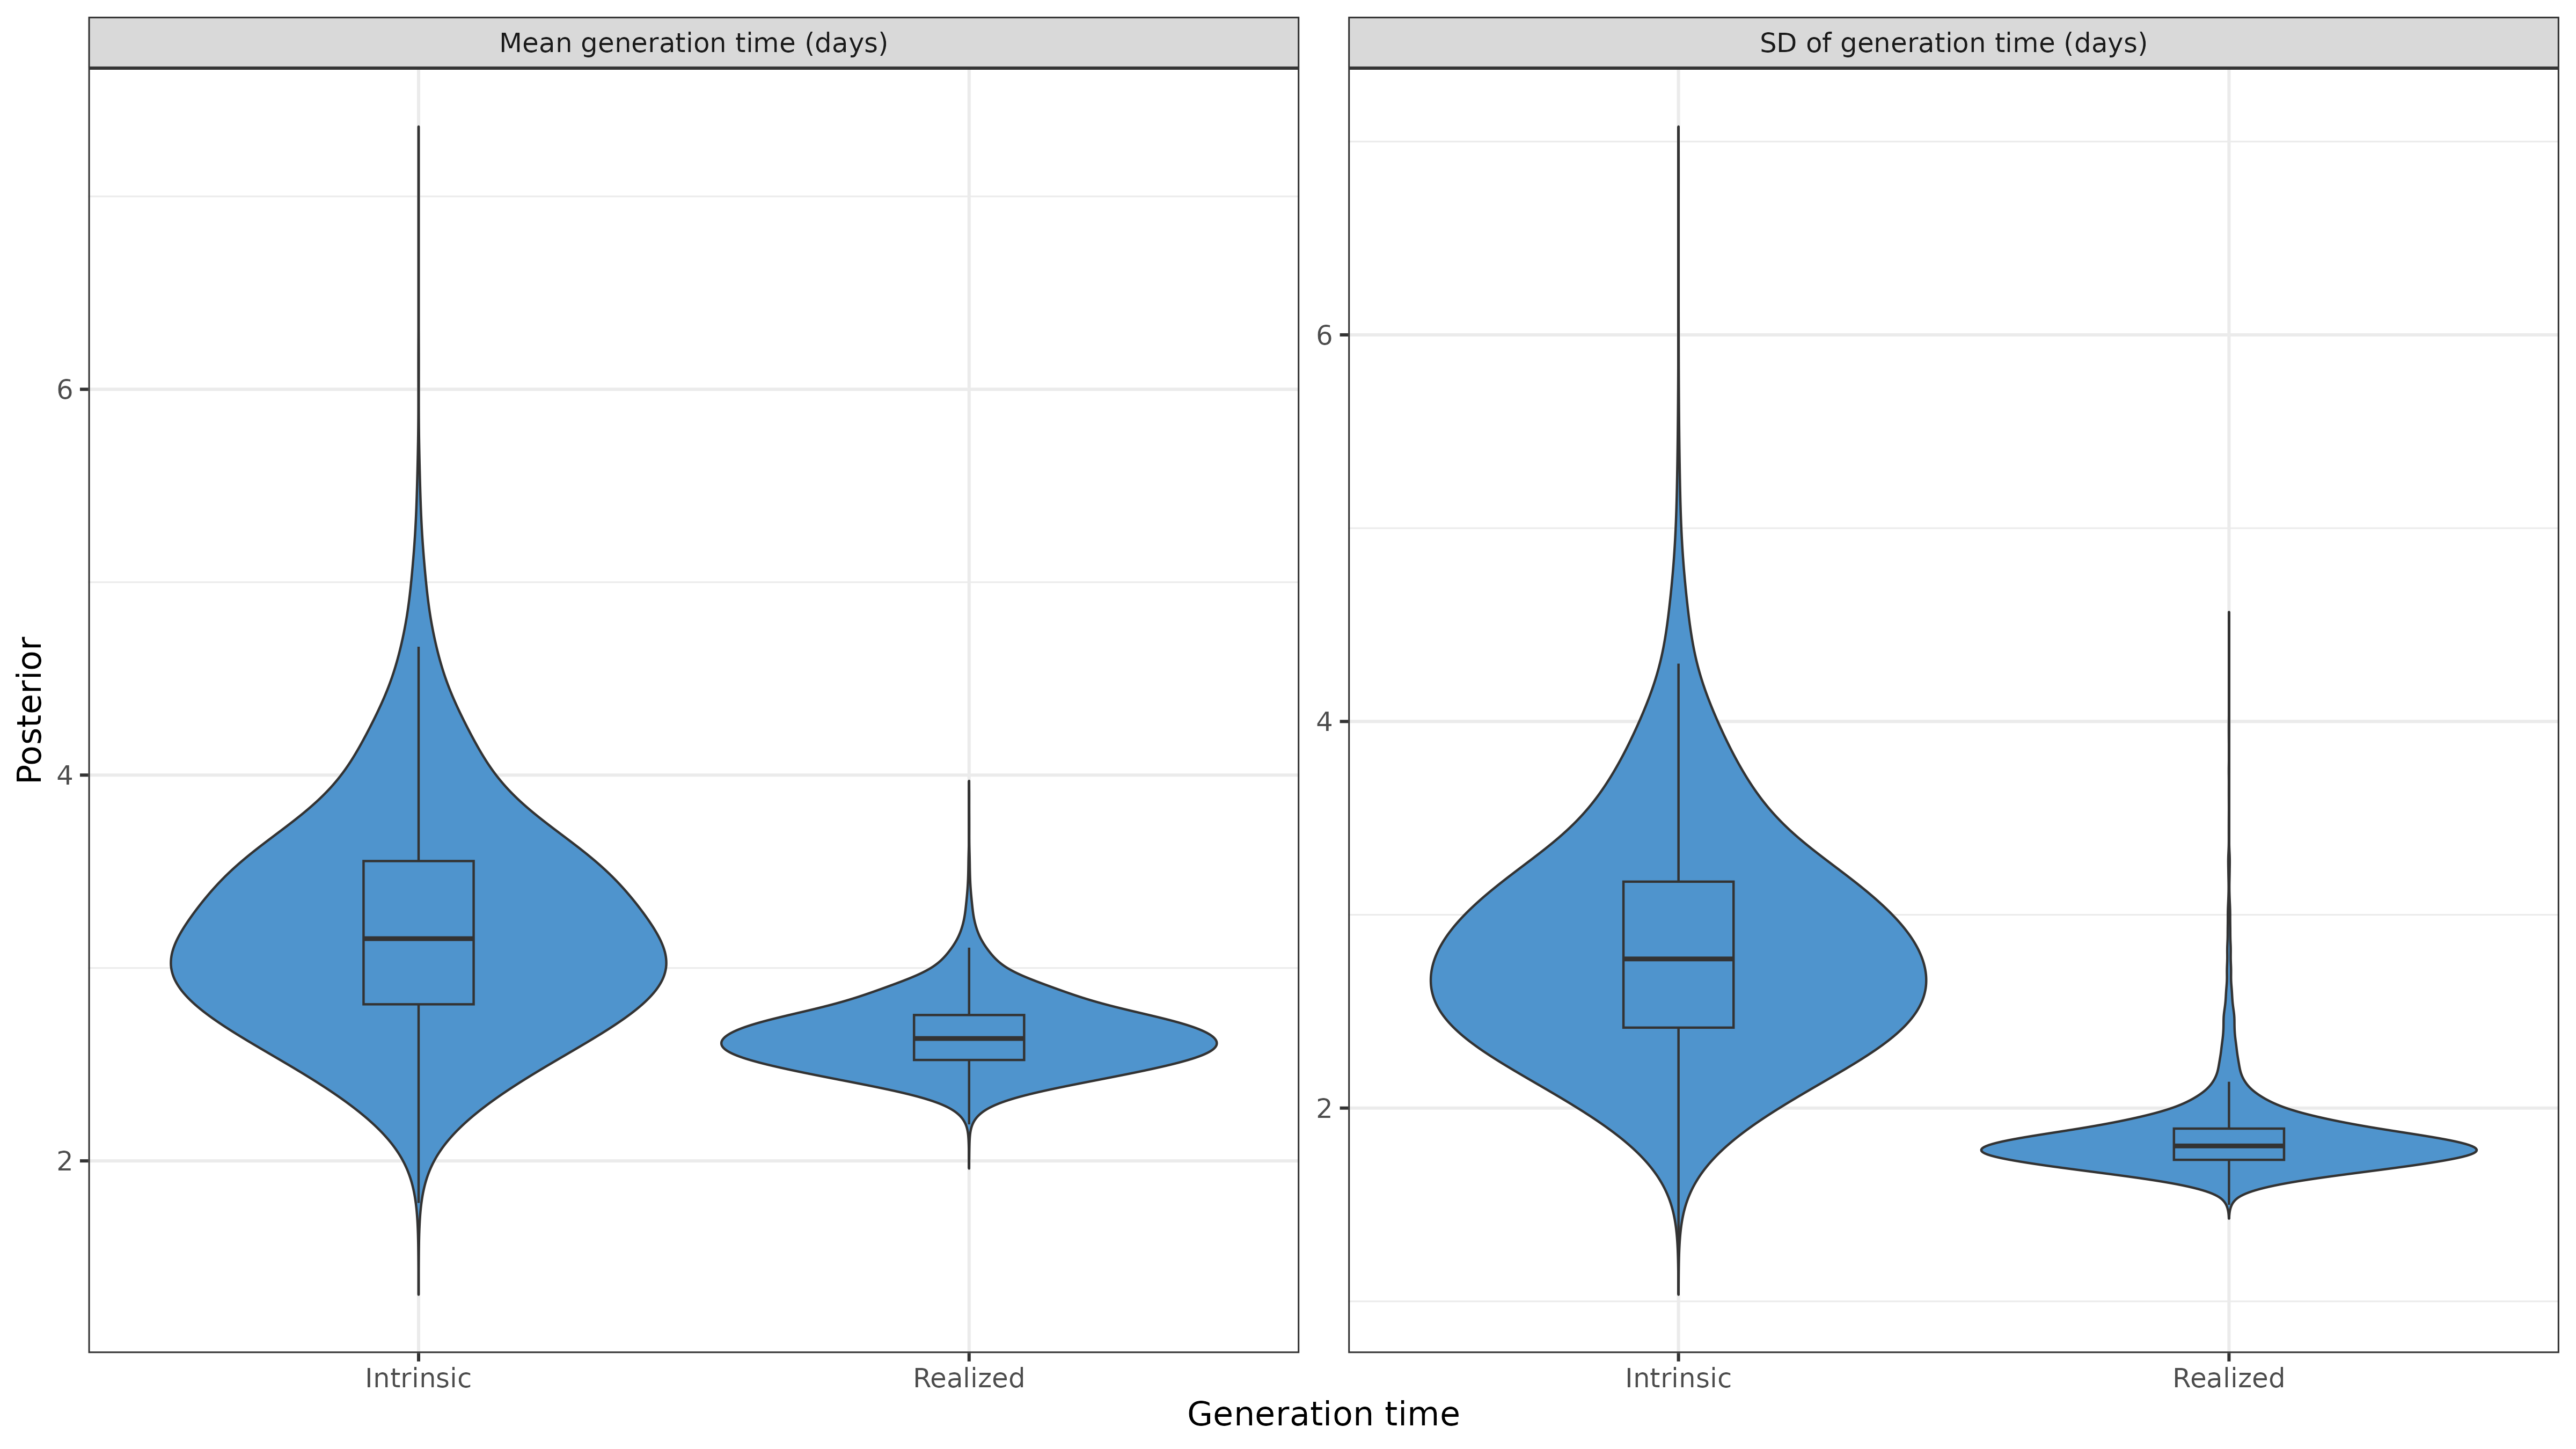 Mean generation time (days)
SD of generation time (days)
Posterior
6
4
2
6
4
2
Intrinsic
Realized
Intrinsic
Realized
Generation time